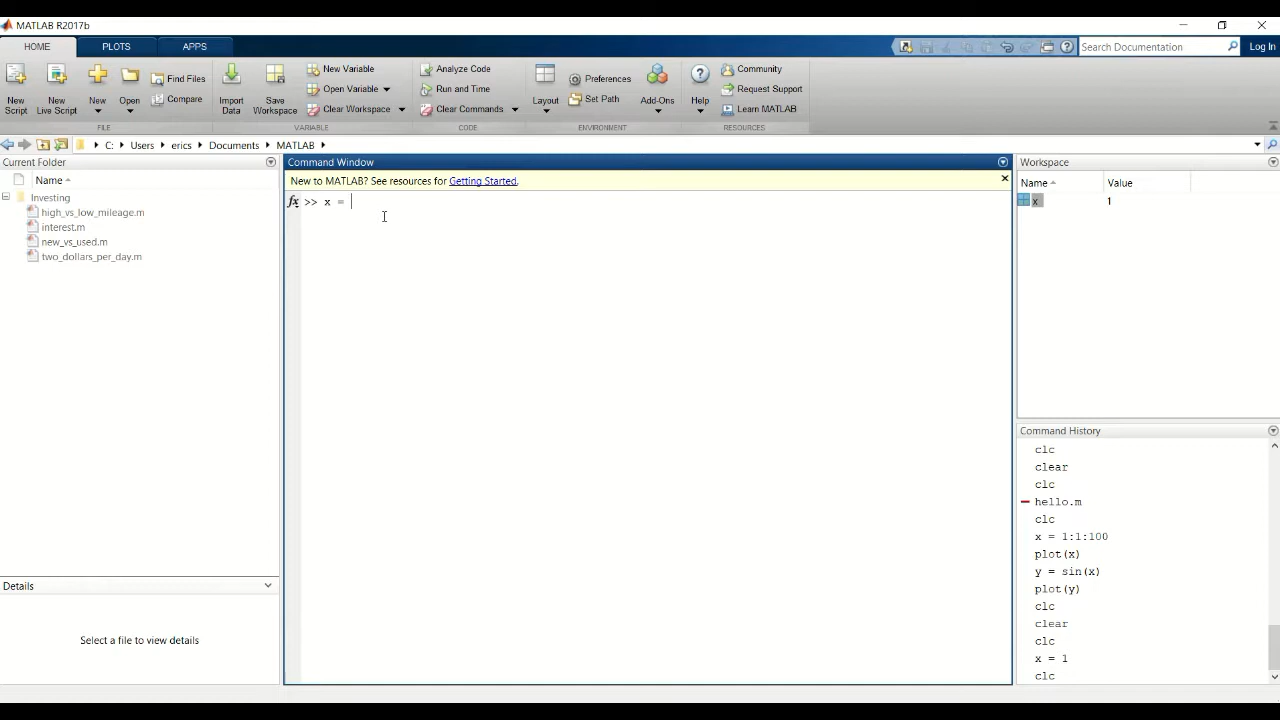 MATLAB R2017b
HOME PLOTS APPS
Search Documentation
Log In
New Script
New Live Script
New
Open
Find Files
Compare
FILE
Import Data
Save Workspace
New Variable
Open Variable
Clear Workspace
VARIABLE
Analyze Code
Run and Time
Clear Commands
CODE
Layout
Preferences
Set Path
Add-Ons
ENVIRONMENT
Help
Community
Request Support
Learn MATLAB
RESOURCES
C: Users erics Documents MATLAB
Current Folder
Name
Investing
high_vs_low_mileage.m
interest.m
new_vs_used.m
two_dollars_per_day.m
Details
Select a file to view details
Command Window
New to MATLAB? See resources for Getting Started.
fx >> x =
Workspace
Name Value
x 1
Command History
clc
clear
clc
hello.m
clc
x = 1:1:100
plot(x)
y = sin(x)
plot(y)
clc
clear
clc
x = 1
clc